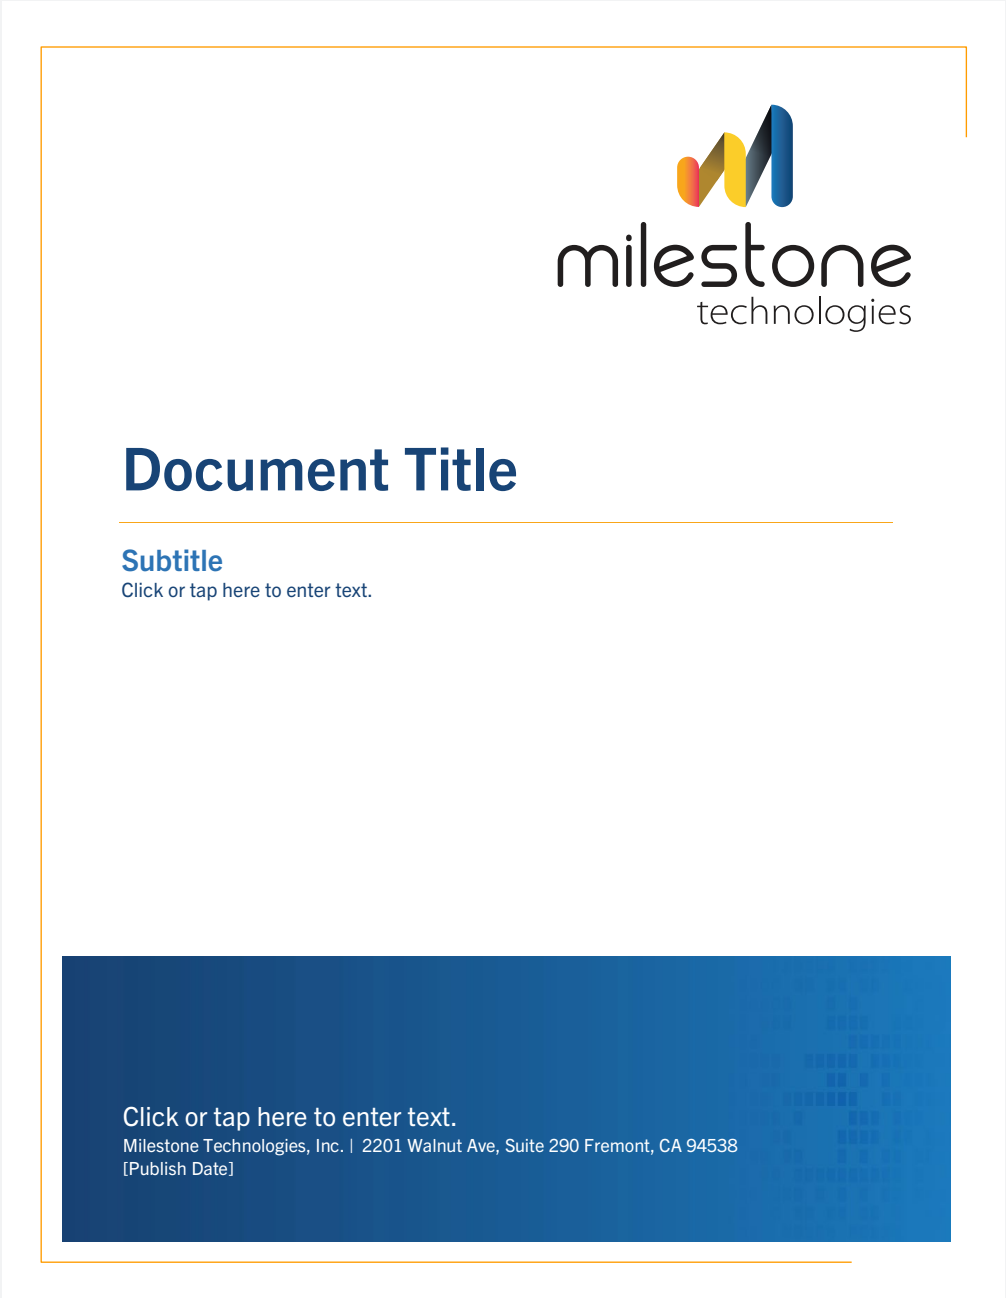 milestone
technologies
Document Title
Subtitle
Click or tap here to enter text.
Click or tap here to enter text.
Milestone Technologies, Inc. | 2201 Walnut Ave, Suite 290 Fremont, CA 94538
[Publish Date]